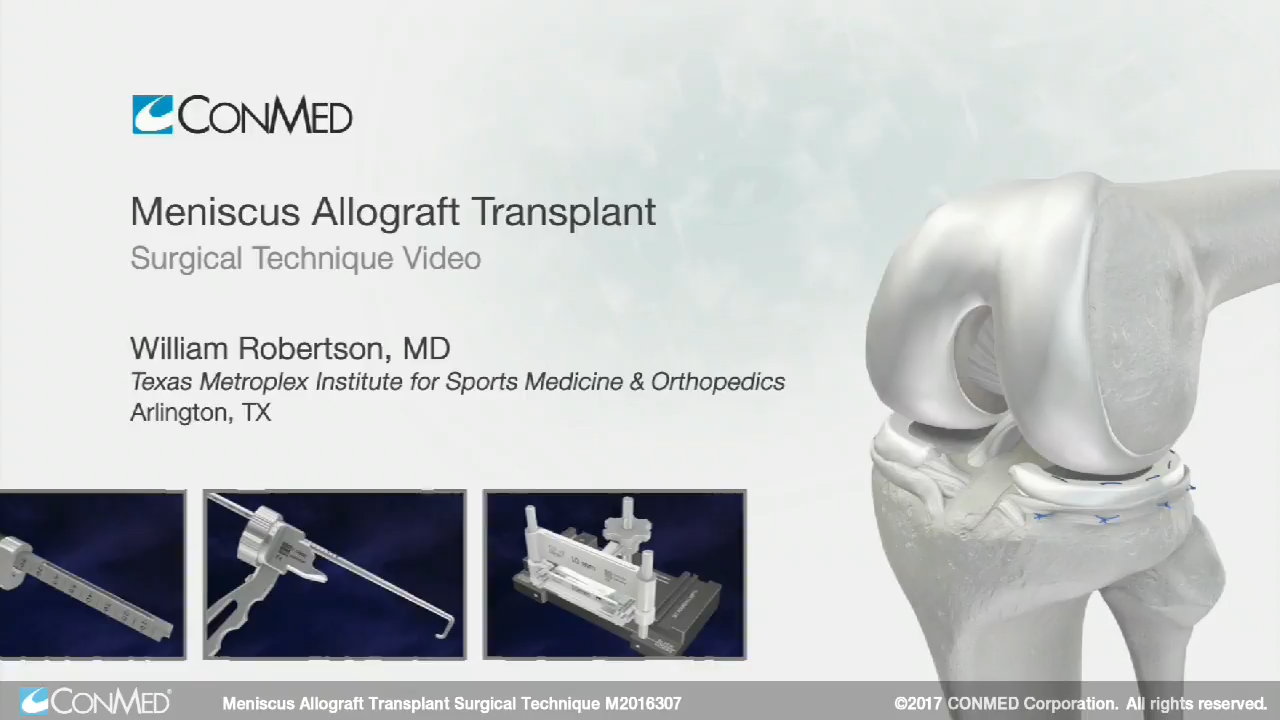 CONMED
Meniscus Allograft Transplant
Surgical Technique Video
William Robertson, MD
Texas Metroplex Institute for Sports Medicine & Orthopedics
Arlington, TX
CONMED® Meniscus Allograft Transplant Surgical Technique M2016307 ©2017 CONMED Corporation. All rights reserved.